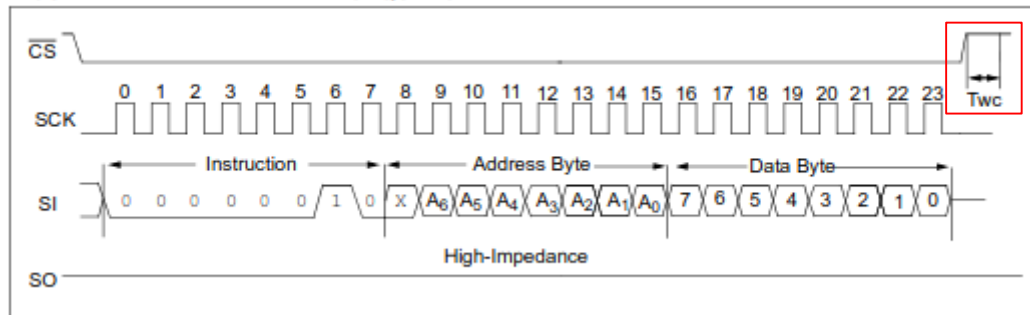 CS
0 1 2 3 4 5 6 7 8 9 10 11 12 13 14 15 16 17 18 19 20 21 22 23
Twc
SCK
Instruction Address Byte Data Byte
SI 0 0 0 0 0 0 1 0 X A6 A5 A4 A3 A2 A1 A0 7 6 5 4 3 2 1 0
High-Impedance
SO